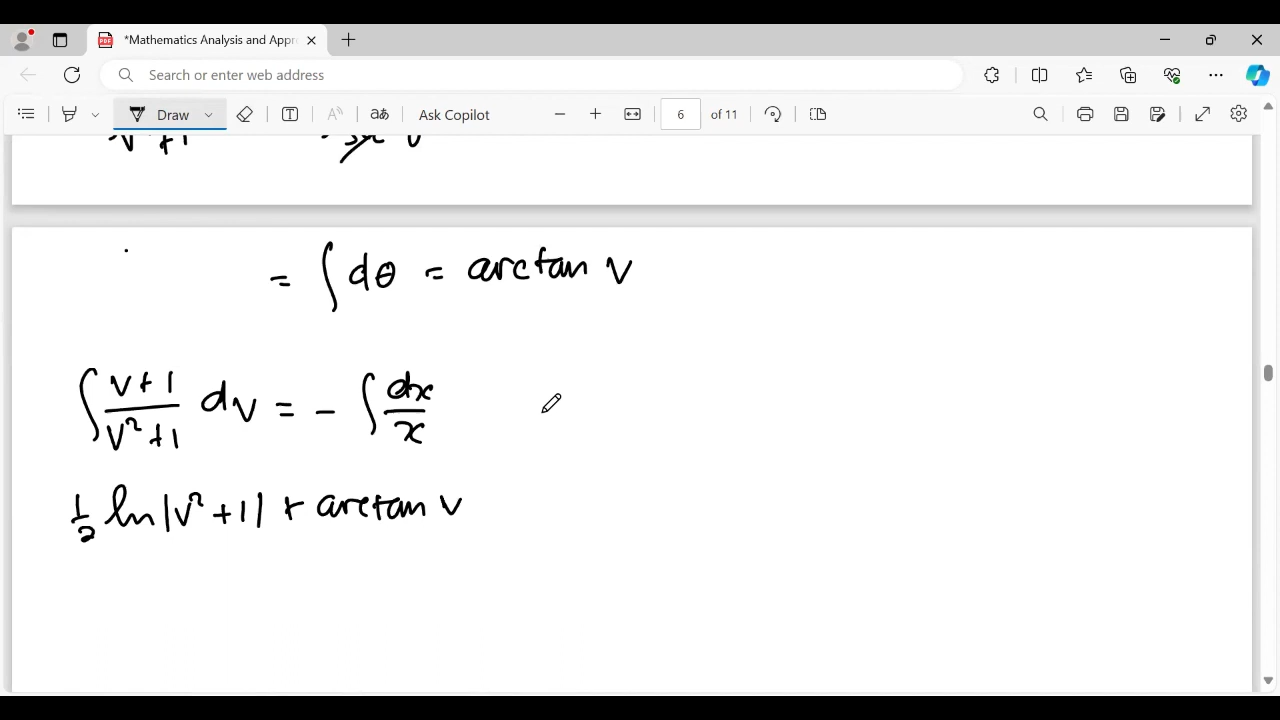 *Mathematics Analysis and Appr
Search or enter web address
Draw
Ask Copilot
6 of 11
= ∫ dθ = arctan v
∫ (v+1)/(v²+1) dv = - ∫ dx/x
1/2 ln|v²+1| + arctan v